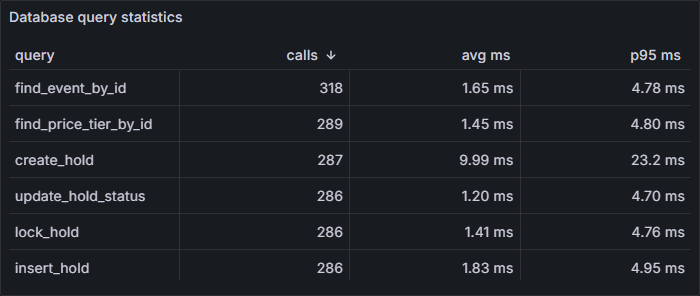 Database query statistics
query calls ↓ avg ms p95 ms
find_event_by_id 318 1.65 ms 4.78 ms
find_price_tier_by_id 289 1.45 ms 4.80 ms
create_hold 287 9.99 ms 23.2 ms
update_hold_status 286 1.20 ms 4.70 ms
lock_hold 286 1.41 ms 4.76 ms
insert_hold 286 1.83 ms 4.95 ms